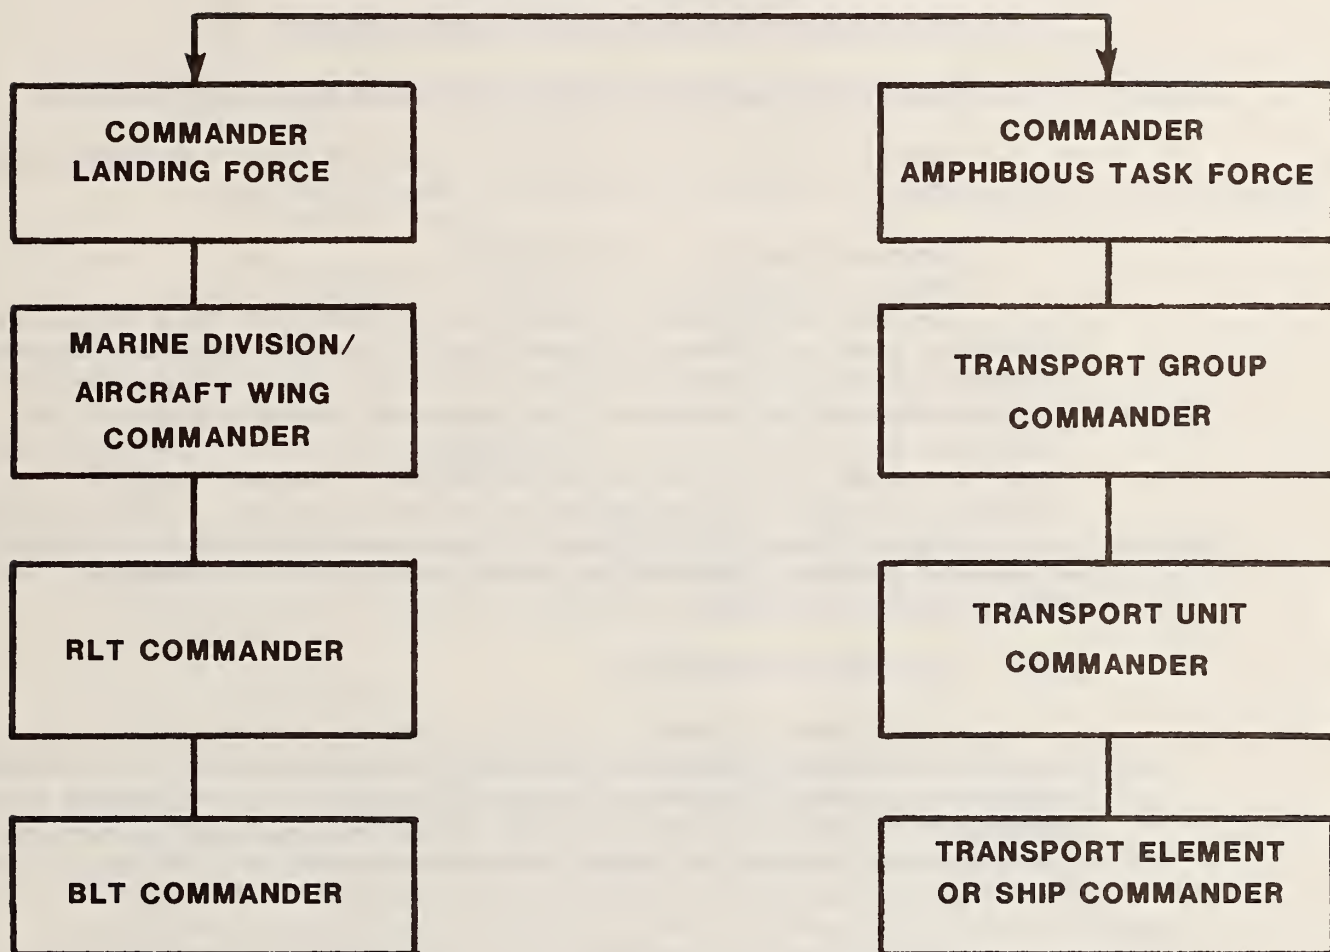 COMMANDER
LANDING FORCE
MARINE DIVISION/
AIRCRAFT WING
COMMANDER
RLT COMMANDER
BLT COMMANDER
COMMANDER
AMPHIBIOUS TASK FORCE
TRANSPORT GROUP
COMMANDER
TRANSPORT UNIT
COMMANDER
TRANSPORT ELEMENT
OR SHIP COMMANDER